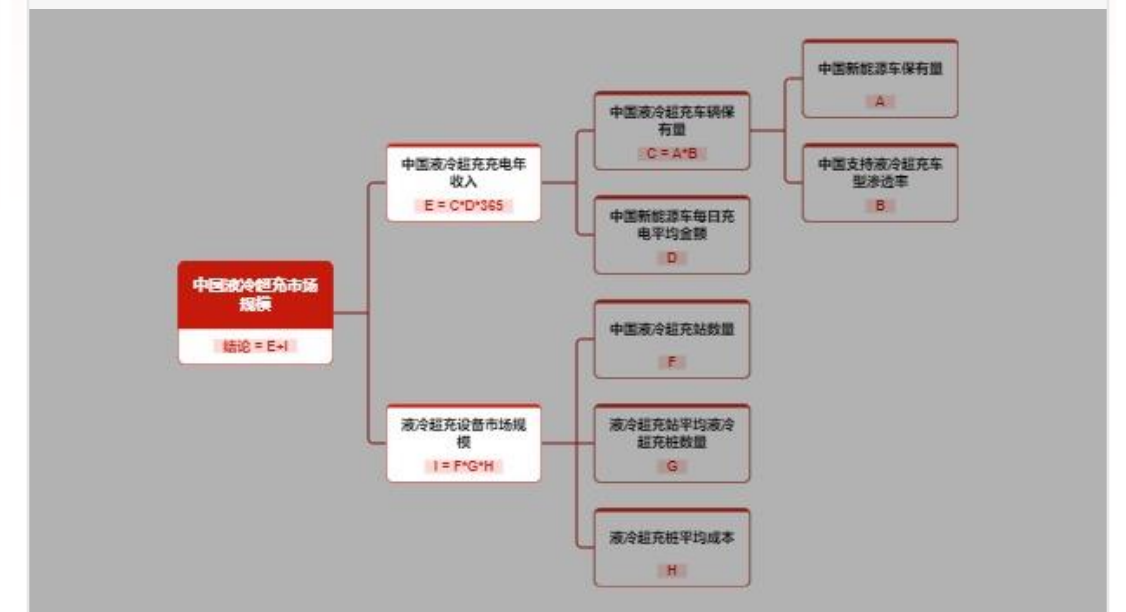 中国新能源车保有量
A
中国液冷超充车辆保
有量
C = A*B
中国液冷超充充电年
收入
E = C*D*365
中国支持液冷超充车
型渗透率
B
中国新能源车每日充
电平均金额
D
中国液冷超充市场
规模
结论 = E+I
中国液冷超充站数量
F
液冷超充设备市场规
模
I = F*G*H
液冷超充站平均液冷
超充桩数量
G
液冷超充桩平均成本
H